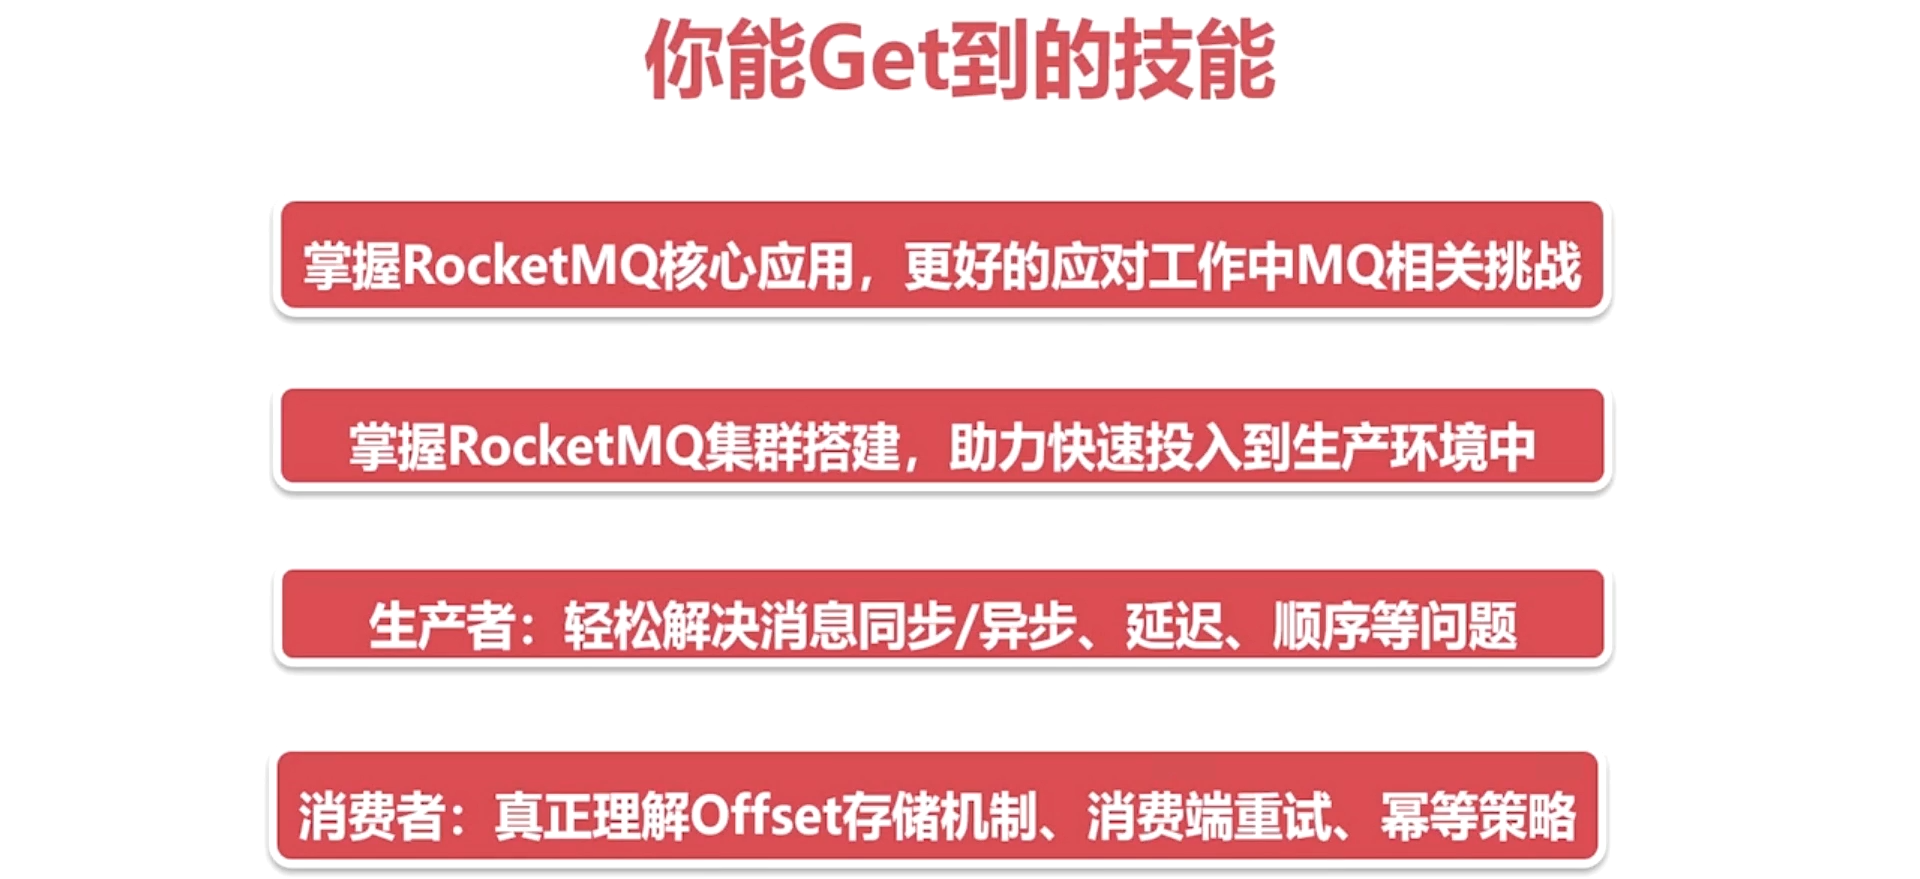 你能Get到的技能
掌握RocketMQ核心应用，更好的应对工作中MQ相关挑战
掌握RocketMQ集群搭建，助力快速投入到生产环境中
生产者：轻松解决消息同步/异步、延迟、顺序等问题
消费者：真正理解Offset存储机制、消费端重试、幂等策略